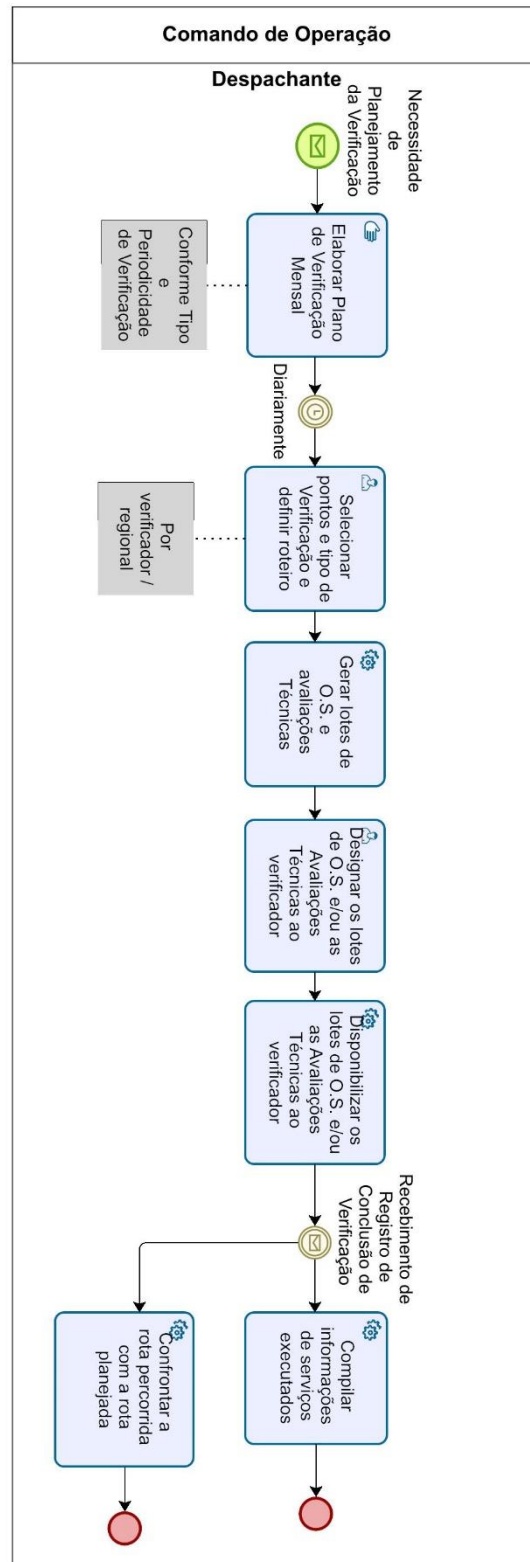 Comando de Operação
Despachante
Necessidade
de
Planejamento
da Verificação
Elaborar Plano
de Verificação
Mensal
Conforme Tipo
e
Periodicidade
de Verificação
Diariamente
Selecionar
pontos e tipo de
Verificação e
definir roteiro
Por
verificador /
regional
Gerar lotes de
O.S. e
avaliações
Técnicas
Designar os lotes
de O.S. e/ou as
Avaliações
Técnicas ao
verificador
Disponibilizar os
lotes de O.S. e/ou
as Avaliações
Técnicas ao
verificador
Recebimento de
Registro de
Conclusão de
Verificação
Compilar
informações
de serviços
executados
Confrontar a
rota percorrida
com a rota
planejada